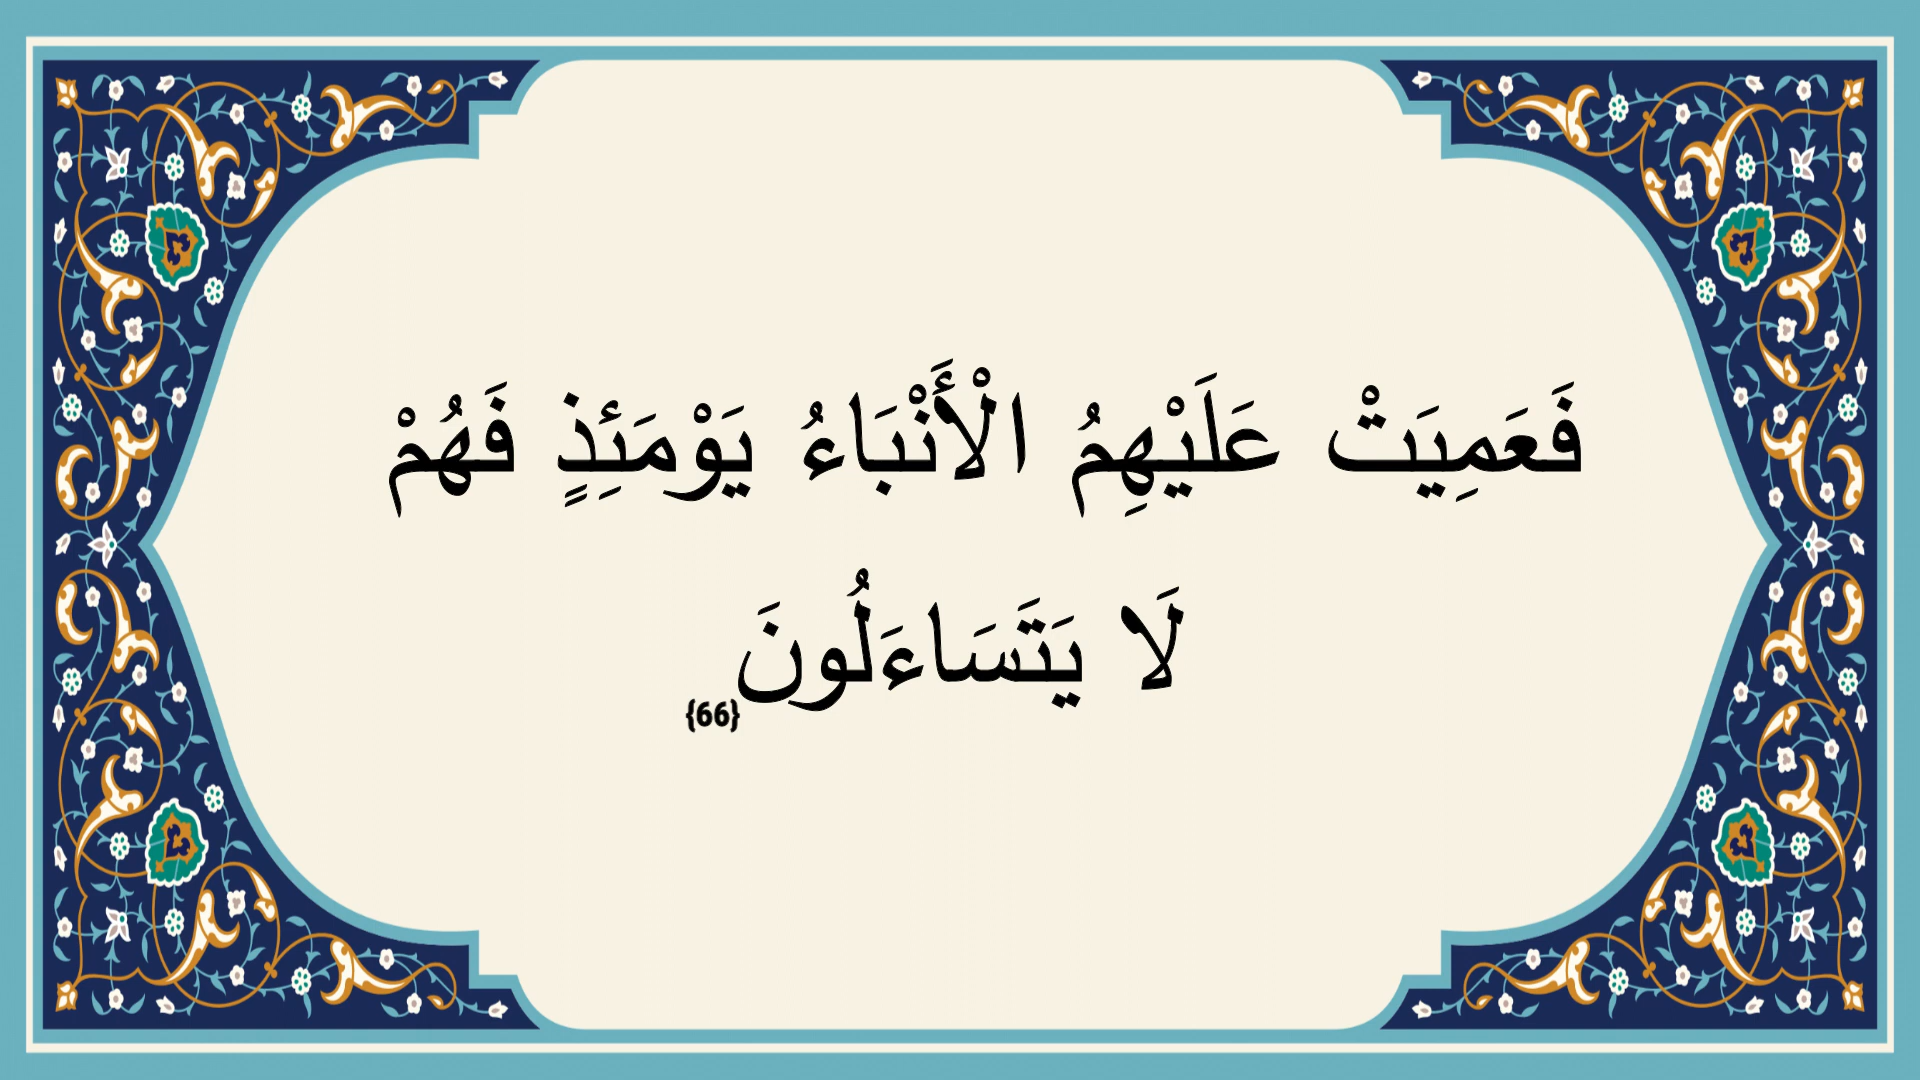 فَعَمِيَتْ عَلَيْهِمُ الْأَنْبَاءُ يَوْمَئِذٍ فَهُمْ
لَا يَتَسَاءَلُونَ {66}